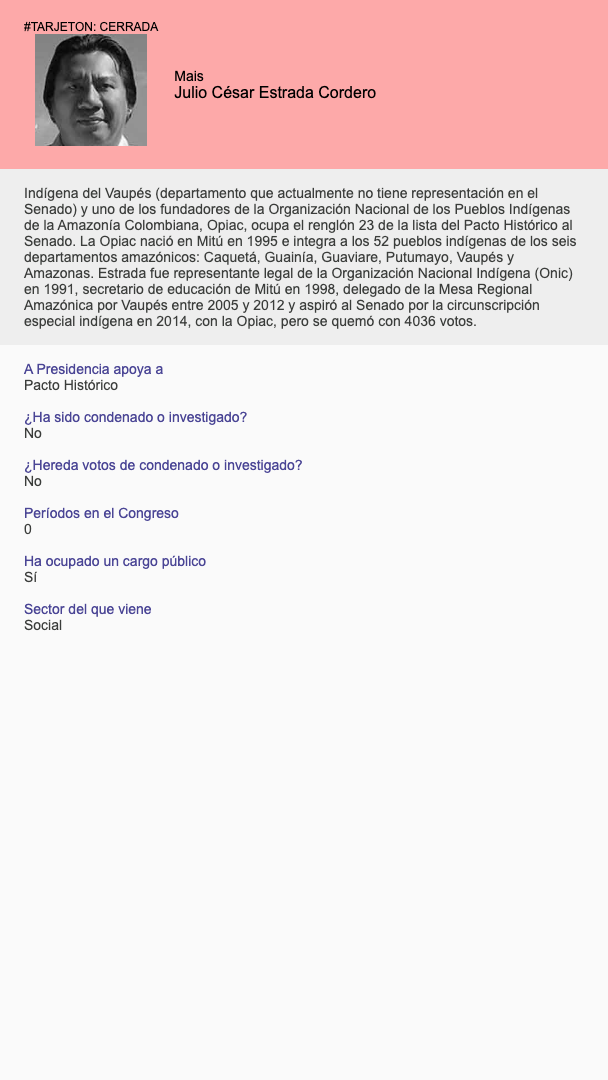 #TARJETON: CERRADA
Mais
Julio César Estrada Cordero
Indígena del Vaupés (departamento que actualmente no tiene representación en el
Senado) y uno de los fundadores de la Organización Nacional de los Pueblos Indígenas
de la Amazonía Colombiana, Opiac, ocupa el renglón 23 de la lista del Pacto Histórico al
Senado. La Opiac nació en Mitú en 1995 e integra a los 52 pueblos indígenas de los seis
departamentos amazónicos: Caquetá, Guainía, Guaviare, Putumayo, Vaupés y
Amazonas. Estrada fue representante legal de la Organización Nacional Indígena (Onic)
en 1991, secretario de educación de Mitú en 1998, delegado de la Mesa Regional
Amazónica por Vaupés entre 2005 y 2012 y aspiró al Senado por la circunscripción
especial indígena en 2014, con la Opiac, pero se quemó con 4036 votos.
A Presidencia apoya a
Pacto Histórico
¿Ha sido condenado o investigado?
No
¿Hereda votos de condenado o investigado?
No
Períodos en el Congreso
0
Ha ocupado un cargo público
Sí
Sector del que viene
Social